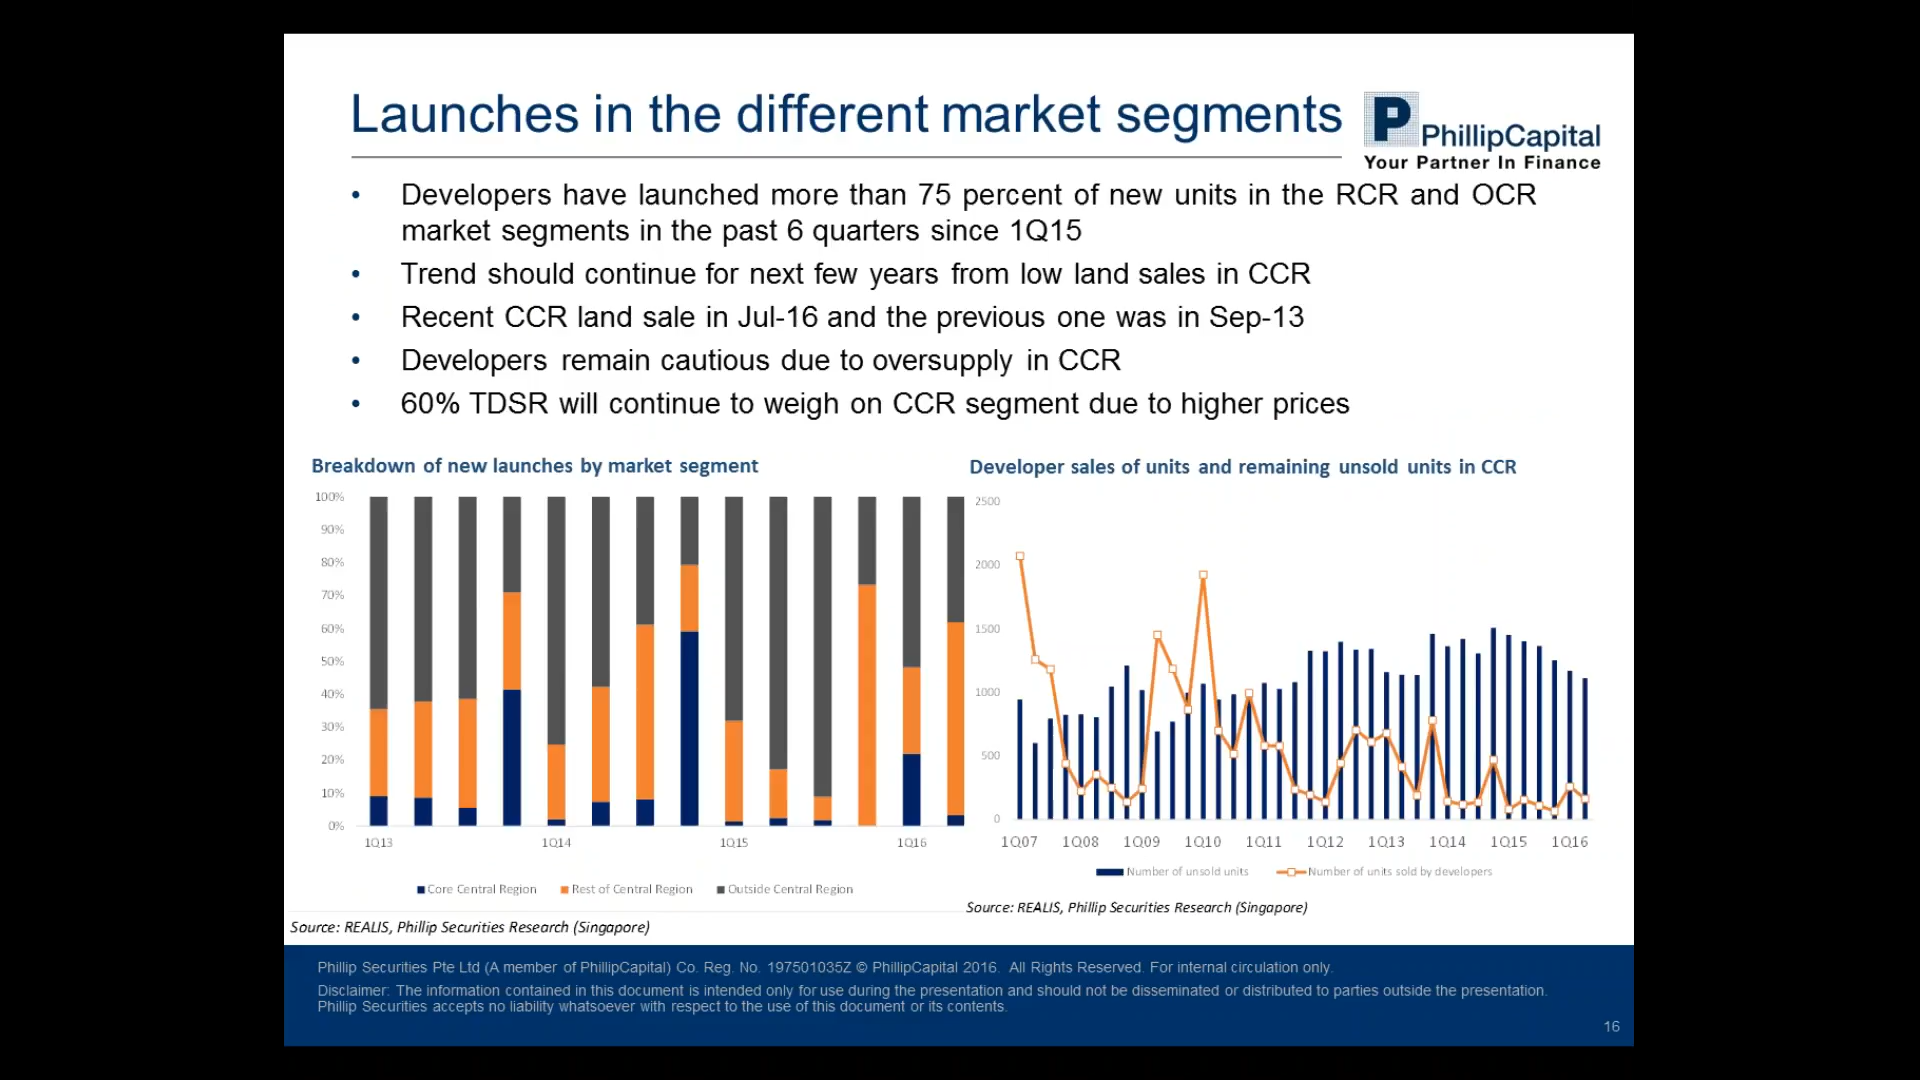 Launches in the different market segments
P
PhillipCapital
Your Partner In Finance
• Developers have launched more than 75 percent of new units in the RCR and OCR
market segments in the past 6 quarters since 1Q15
• Trend should continue for next few years from low land sales in CCR
• Recent CCR land sale in Jul-16 and the previous one was in Sep-13
• Developers remain cautious due to oversupply in CCR
• 60% TDSR will continue to weigh on CCR segment due to higher prices
Breakdown of new launches by market segment
100%
90%
80%
70%
60%
50%
40%
30%
20%
10%
0%
1Q13 1Q14 1Q15 1Q16
Core Central Region Rest of Central Region Outside Central Region
Source: REALIS, Phillip Securities Research (Singapore)
Developer sales of units and remaining unsold units in CCR
2500
2000
1500
1000
500
0
1Q07 1Q08 1Q09 1Q10 1Q11 1Q12 1Q13 1Q14 1Q15 1Q16
Number of unsold units Number of units sold by developers
Source: REALIS, Phillip Securities Research (Singapore)
Phillip Securities Pte Ltd (A member of PhillipCapital) Co. Reg. No. 197501035Z © PhillipCapital 2016. All Rights Reserved. For internal circulation only.
Disclaimer: The information contained in this document is intended only for use during the presentation and should not be disseminated or distributed to parties outside the presentation.
Phillip Securities accepts no liability whatsoever with respect to the use of this document or its contents.
16